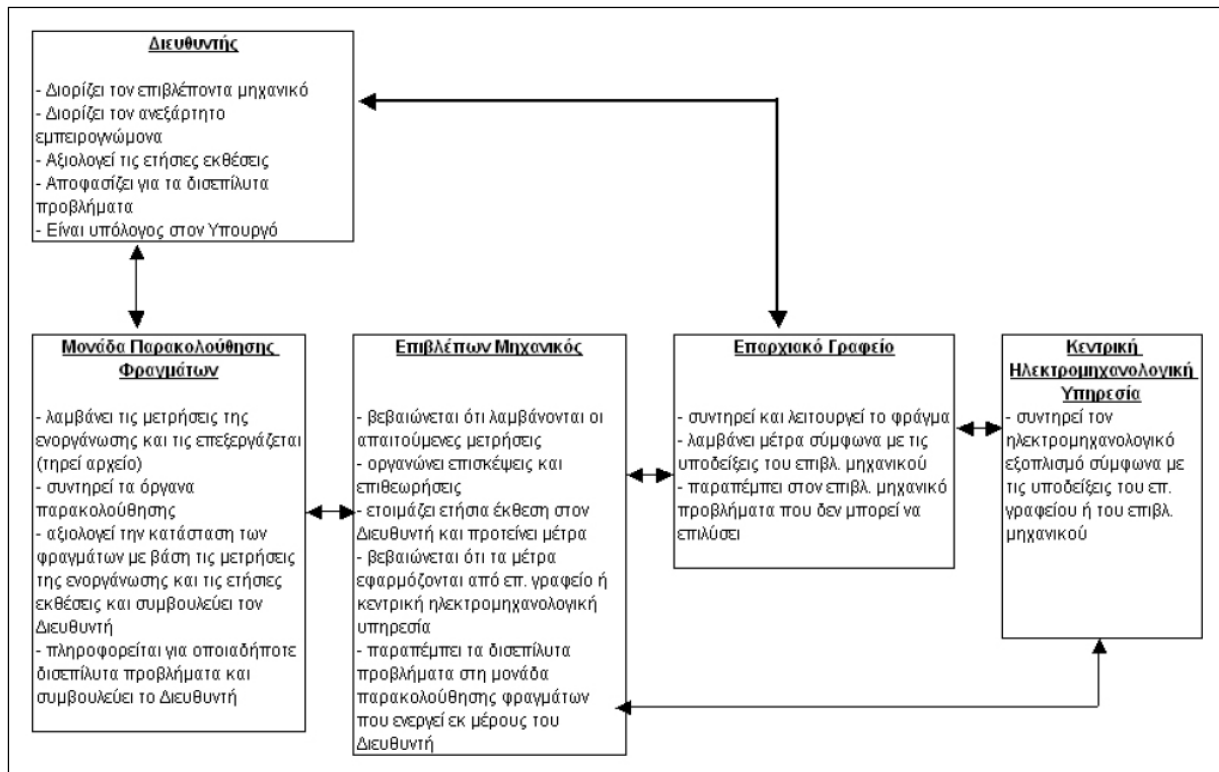 Διευθυντής
- Διορίζει τον επιβλέποντα μηχανικό
- Διορίζει τον ανεξάρτητο
εμπειρογνώμονα
- Αξιολογεί τις ετήσιες εκθέσεις
- Αποφασίζει για τα δισεπίλυτα
προβλήματα
- Είναι υπόλογος στον Υπουργό
Μονάδα Παρακολούθησης
Φραγμάτων
- λαμβάνει τις μετρήσεις της
ενοργάνωσης και τις επεξεργάζεται
(τηρεί αρχείο)
- συντηρεί τα όργανα
παρακολούθησης
- αξιολογεί την κατάσταση των
φραγμάτων με βάση τις μετρήσεις
της ενοργάνωσης και τις ετήσιες
εκθέσεις και συμβουλεύει τον
Διευθυντή
- πληροφορείται για οποιαδήποτε
δισεπίλυτα προβλήματα και
συμβουλεύει το Διευθυντή
Επιβλέπων Μηχανικός
- βεβαιώνεται ότι λαμβάνονται οι
απαιτούμενες μετρήσεις
- οργανώνει επισκέψεις και
επιθεωρήσεις
- ετοιμάζει ετήσια έκθεση στον
Διευθυντή και προτείνει μέτρα
- βεβαιώνεται ότι τα μέτρα
εφαρμόζονται από επ. γραφείο ή
κεντρική ηλεκτρομηχανολογική
υπηρεσία
- παραπέμπει τα δισεπίλυτα
προβλήματα στη μονάδα
παρακολούθησης φραγμάτων
που ενεργεί εκ μέρους του
Διευθυντή
Επαρχιακό Γραφείο
- συντηρεί και λειτουργεί το φράγμα
- λαμβάνει μέτρα σύμφωνα με τις
υποδείξεις του επιβλ. μηχανικού
- παραπέμπει στον επιβλ. μηχανικό
προβλήματα που δεν μπορεί να
επιλύσει
Κεντρική
Ηλεκτρομηχανολογική
Υπηρεσία
- συντηρεί τον
ηλεκτρομηχανολογικό
εξοπλισμό σύμφωνα με
τις υποδείξεις του επ.
γραφείου ή του επιβλ.
μηχανικού